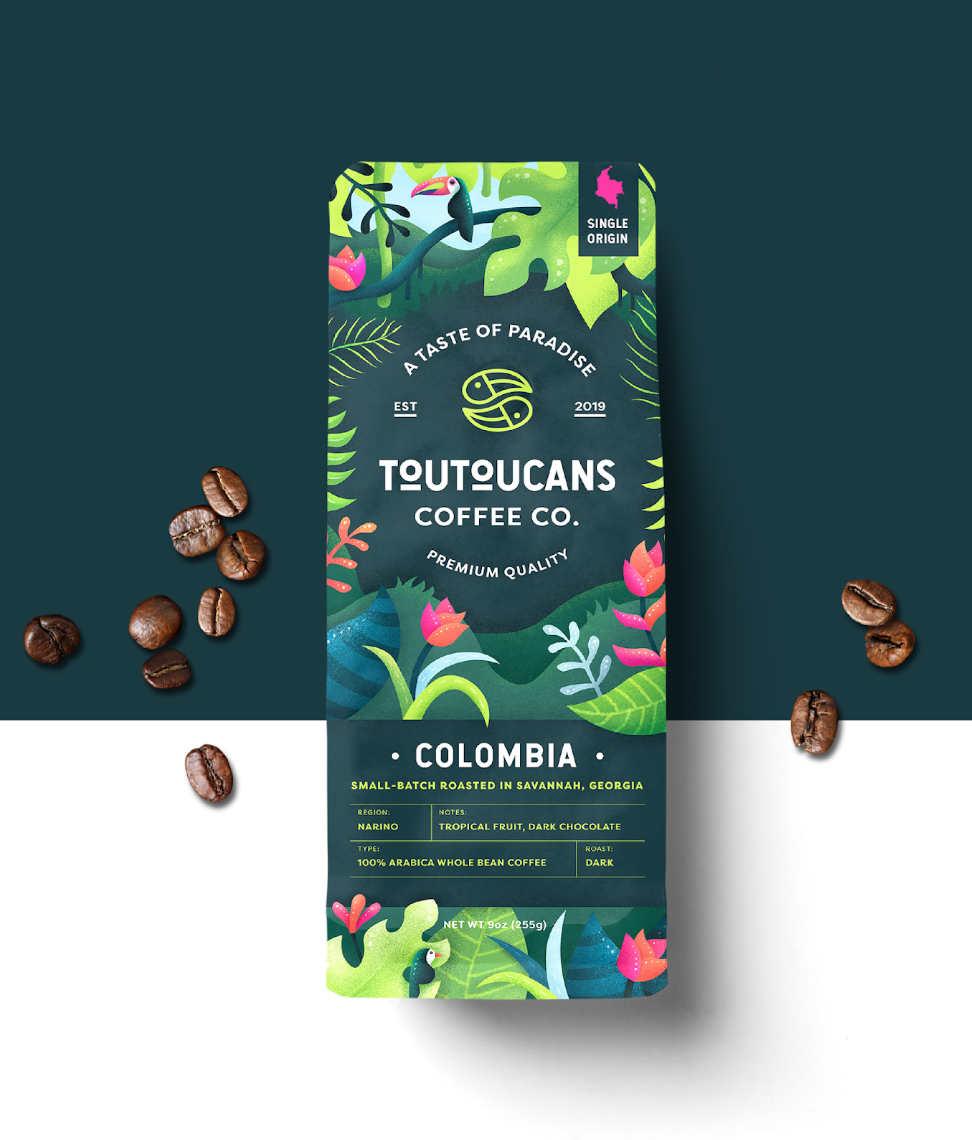 SINGLE
ORIGIN
A TASTE OF PARADISE
EST
2019
TOUTOUCANS
COFFEE CO.
PREMIUM QUALITY
• COLOMBIA •
SMALL-BATCH ROASTED IN SAVANNAH, GEORGIA
REGION:
NARINO
NOTES:
TROPICAL FRUIT, DARK CHOCOLATE
TYPE:
100% ARABICA WHOLE BEAN COFFEE
ROAST:
DARK
NET WT 9oz (255g)